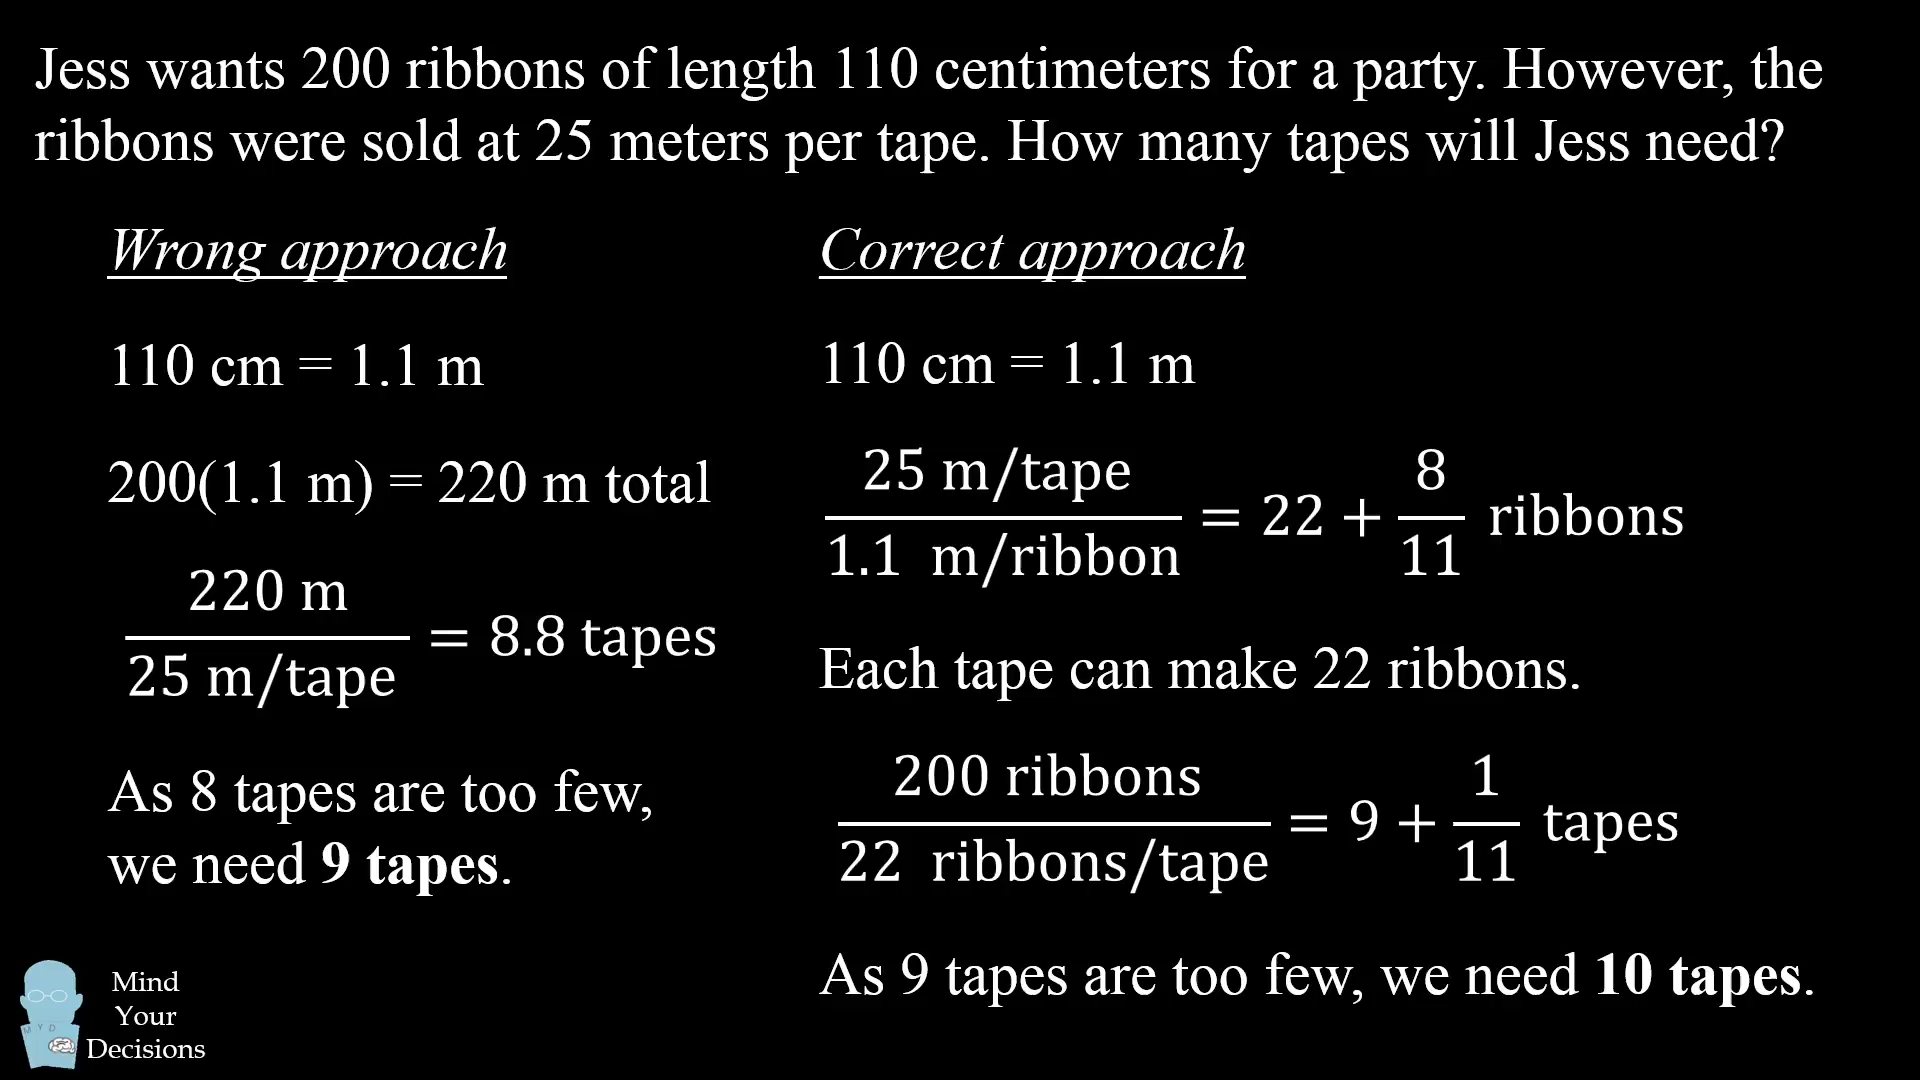 Jess wants 200 ribbons of length 110 centimeters for a party. However, the
ribbons were sold at 25 meters per tape. How many tapes will Jess need?
Wrong approach
110 cm = 1.1 m
200(1.1 m) = 220 m total
220 m
25 m/tape
= 8.8 tapes
As 8 tapes are too few,
we need 9 tapes.
Correct approach
110 cm = 1.1 m
25 m/tape
1.1 m/ribbon
= 22 + 8/11 ribbons
Each tape can make 22 ribbons.
200 ribbons
22 ribbons/tape
= 9 + 1/11 tapes
As 9 tapes are too few, we need 10 tapes.
M Y D
Mind
Your
Decisions